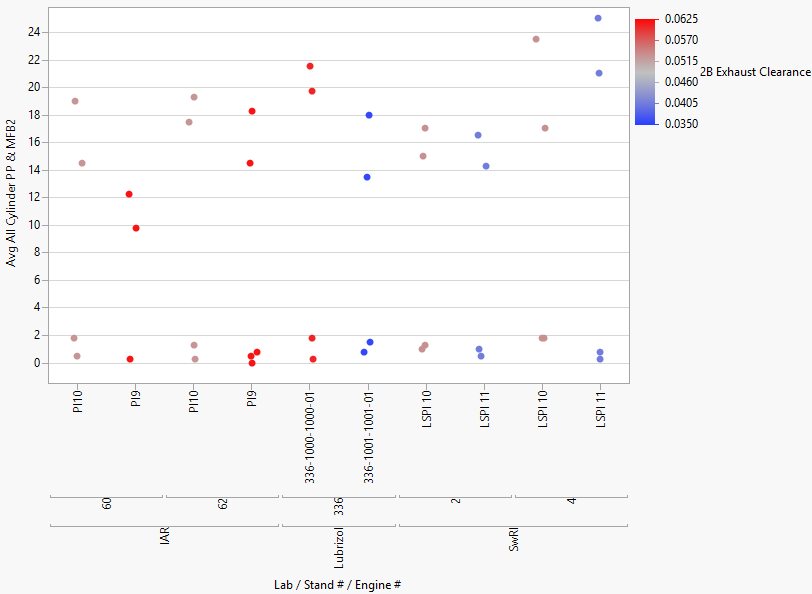 Avg All Cylinder PP & MFB2
24
22
20
18
16
14
12
10
8
6
4
2
0
0.0625
0.0570
0.0515
0.0460
0.0405
0.0350
2B Exhaust Clearance
PI10
PI9
PI10
PI9
336-1000-1000-01
336-1001-1001-01
LSPI 10
LSPI 11
LSPI 10
LSPI 11
60
62
336
2
4
IAR
Lubrizol
SwRI
Lab / Stand # / Engine #